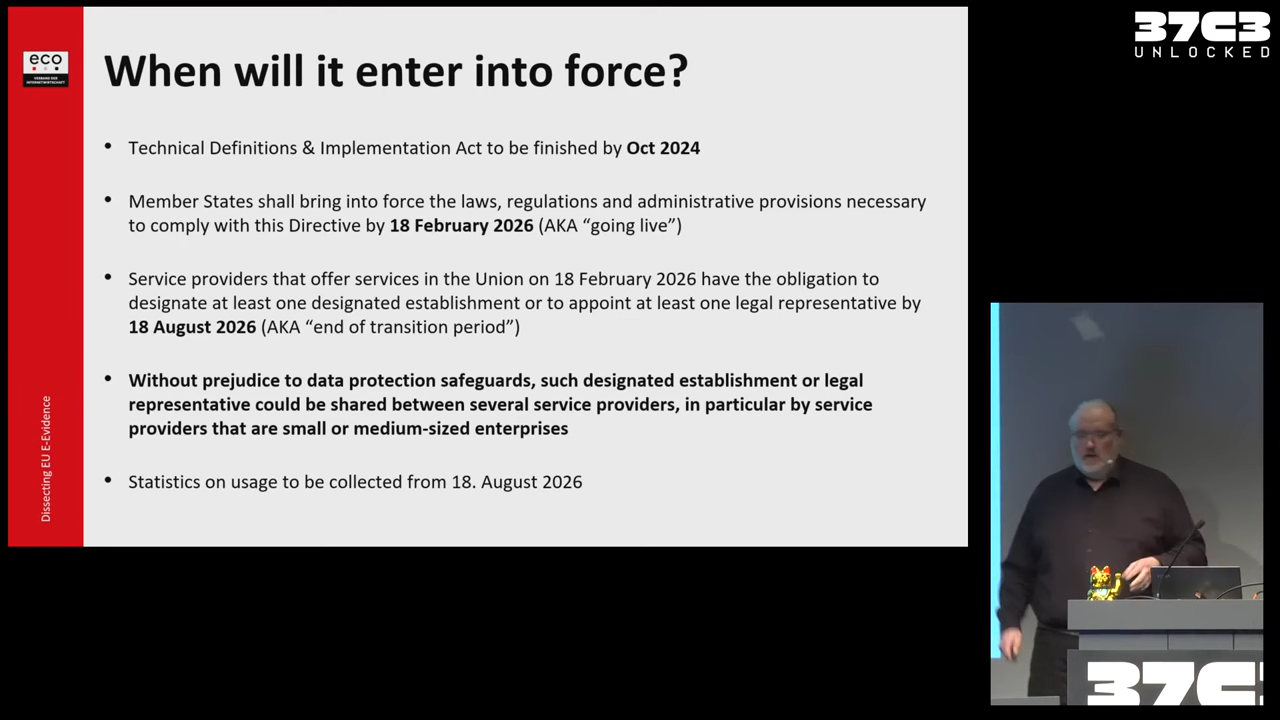 37C3
UNLOCKED
eco
VERBAND DER
INTERNETWIRTSCHAFT
When will it enter into force?
• Technical Definitions & Implementation Act to be finished by Oct 2024
• Member States shall bring into force the laws, regulations and administrative provisions necessary
to comply with this Directive by 18 February 2026 (AKA “going live”)
• Service providers that offer services in the Union on 18 February 2026 have the obligation to
designate at least one designated establishment or to appoint at least one legal representative by
18 August 2026 (AKA “end of transition period”)
• Without prejudice to data protection safeguards, such designated establishment or legal
representative could be shared between several service providers, in particular by service
providers that are small or medium-sized enterprises
• Statistics on usage to be collected from 18. August 2026
Dissecting EU E-Evidence
37C